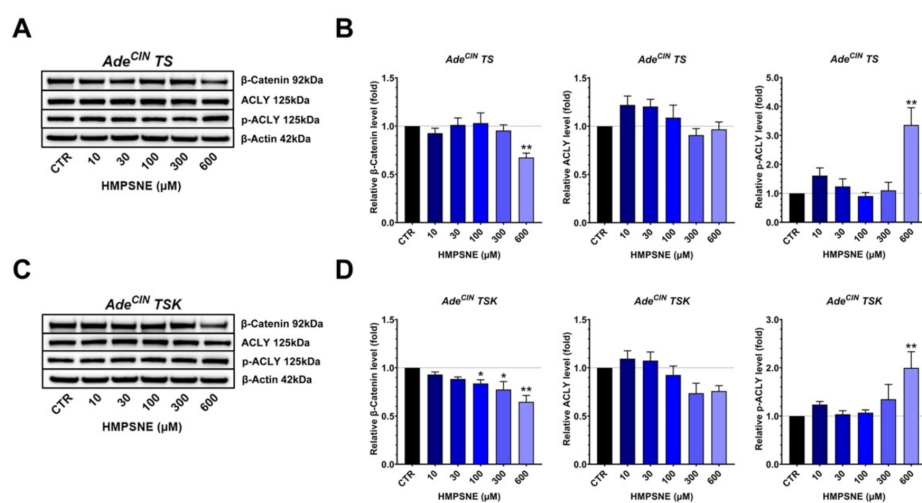 A
Ade^CIN TS
β-Catenin 92kDa
ACLY 125kDa
p-ACLY 125kDa
β-Actin 42kDa
CTR 10 30 100 300 600
HMPSNE (μM)
B
Ade^CIN TS
Relative β-Catenin level (fold)
1.5
1.0
0.5
0.0
**
CTR 10 30 100 300 600
HMPSNE (μM)
Ade^CIN TS
Relative ACLY level (fold)
1.5
1.0
0.5
0.0
CTR 10 30 100 300 600
HMPSNE (μM)
Ade^CIN TS
Relative p-ACLY level (fold)
5.0
4.0
3.0
2.0
1.0
0.0
**
CTR 10 30 100 300 600
HMPSNE (μM)
C
Ade^CIN TSK
β-Catenin 92kDa
ACLY 125kDa
p-ACLY 125kDa
β-Actin 42kDa
CTR 10 30 100 300 600
HMPSNE (μM)
D
Ade^CIN TSK
Relative β-Catenin level (fold)
1.5
1.0
0.5
0.0
* * **
CTR 10 30 100 300 600
HMPSNE (μM)
Ade^CIN TSK
Relative ACLY level (fold)
1.5
1.0
0.5
0.0
CTR 10 30 100 300 600
HMPSNE (μM)
Ade^CIN TSK
Relative p-ACLY level (fold)
3.0
2.0
1.0
0.0
**
CTR 10 30 100 300 600
HMPSNE (μM)